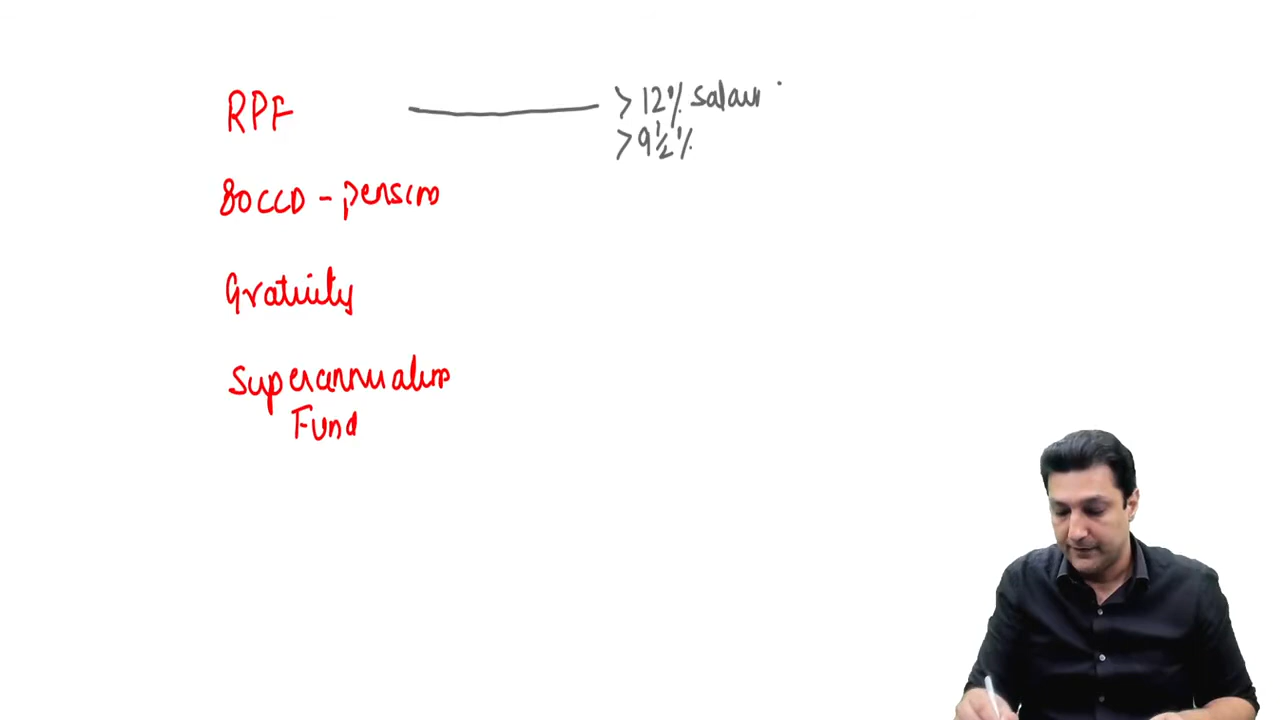 RPF > 12% Salary
> 9½%
80CCD - pension
Gratuity
Superannuation
Fund